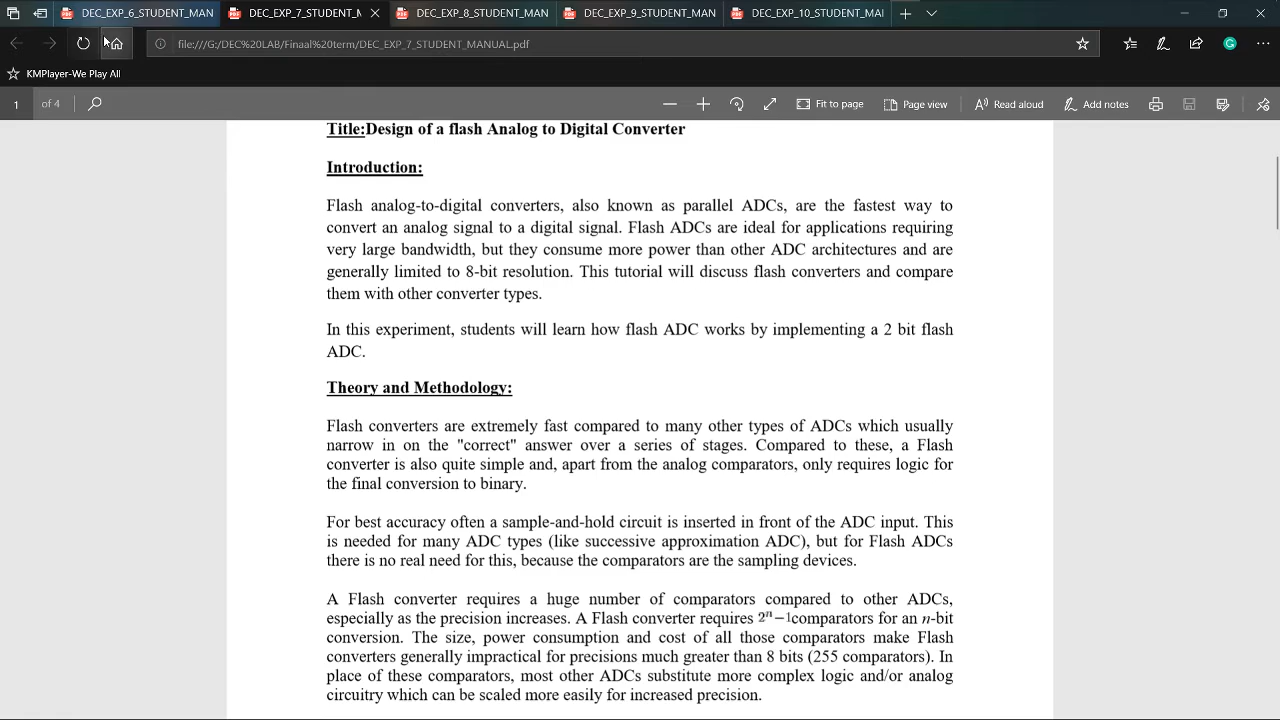 DEC_EXP_6_STUDENT_MAN
DEC_EXP_7_STUDENT_M
DEC_EXP_8_STUDENT_MAN
DEC_EXP_9_STUDENT_MAN
DEC_EXP_10_STUDENT_MAI
file:///G:/DEC%20LAB/Finaal%20term/DEC_EXP_7_STUDENT_MANUAL.pdf
KMPlayer-We Play All
1 of 4
Fit to page
Page view
Read aloud
Add notes
Title:Design of a flash Analog to Digital Converter
Introduction:
Flash analog-to-digital converters, also known as parallel ADCs, are the fastest way to
convert an analog signal to a digital signal. Flash ADCs are ideal for applications requiring
very large bandwidth, but they consume more power than other ADC architectures and are
generally limited to 8-bit resolution. This tutorial will discuss flash converters and compare
them with other converter types.
In this experiment, students will learn how flash ADC works by implementing a 2 bit flash
ADC.
Theory and Methodology:
Flash converters are extremely fast compared to many other types of ADCs which usually
narrow in on the "correct" answer over a series of stages. Compared to these, a Flash
converter is also quite simple and, apart from the analog comparators, only requires logic for
the final conversion to binary.
For best accuracy often a sample-and-hold circuit is inserted in front of the ADC input. This
is needed for many ADC types (like successive approximation ADC), but for Flash ADCs
there is no real need for this, because the comparators are the sampling devices.
A Flash converter requires a huge number of comparators compared to other ADCs,
especially as the precision increases. A Flash converter requires 2ⁿ−1comparators for an n-bit
conversion. The size, power consumption and cost of all those comparators make Flash
converters generally impractical for precisions much greater than 8 bits (255 comparators). In
place of these comparators, most other ADCs substitute more complex logic and/or analog
circuitry which can be scaled more easily for increased precision.